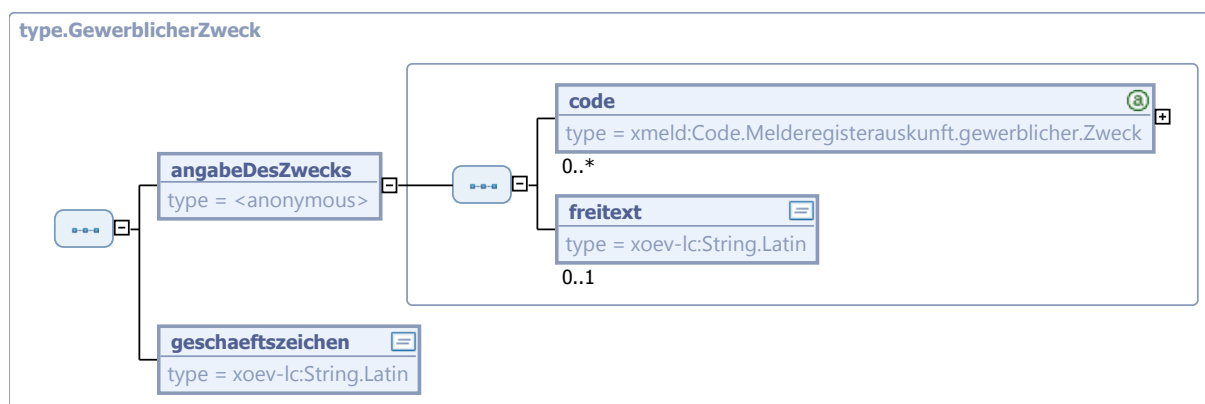 type.GewerblicherZweck
code
type = xmeld:Code.Melderegisterauskunft.gewerblicher.Zweck
0..*
angabeDesZwecks
type = <anonymous>
freitext
type = xoev-lc:String.Latin
0..1
geschaeftszeichen
type = xoev-lc:String.Latin